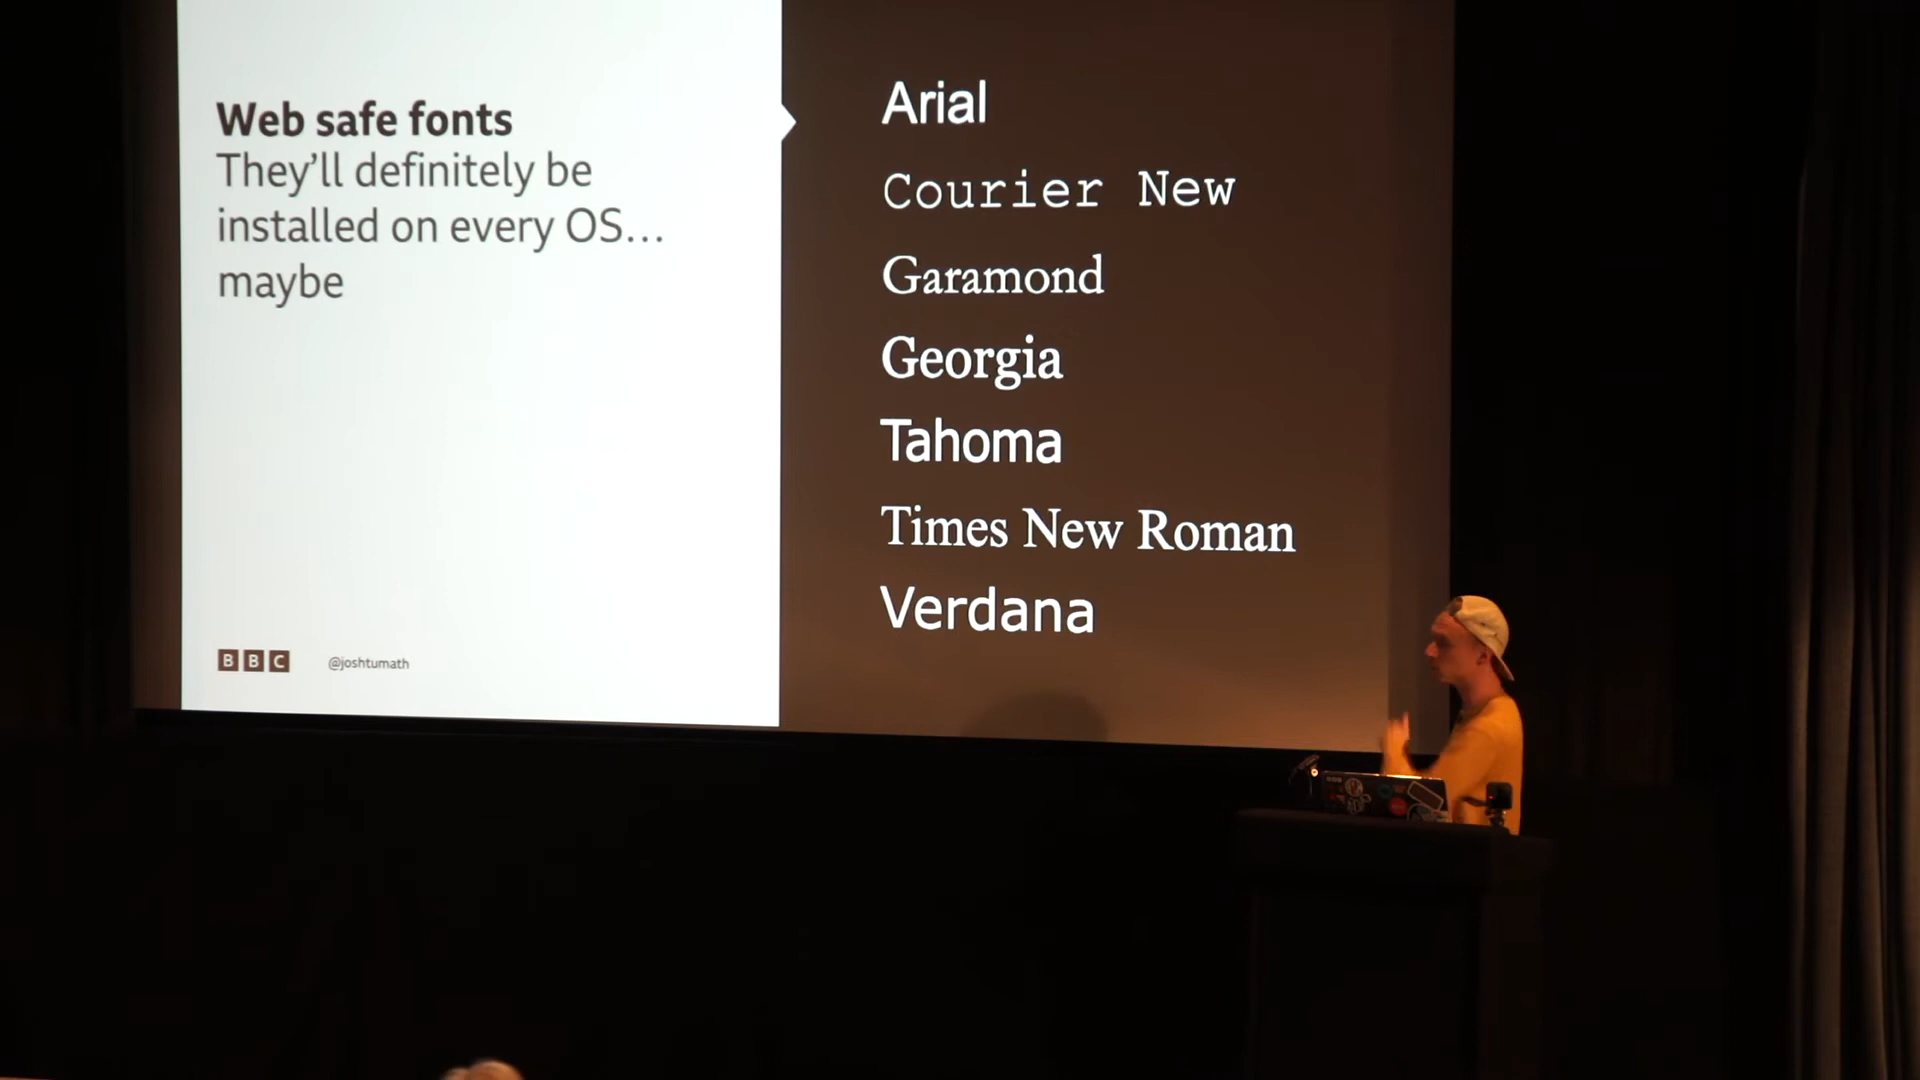 Web safe fonts
They’ll definitely be
installed on every OS…
maybe
BBC
@joshtumath
Arial
Courier New
Garamond
Georgia
Tahoma
Times New Roman
Verdana